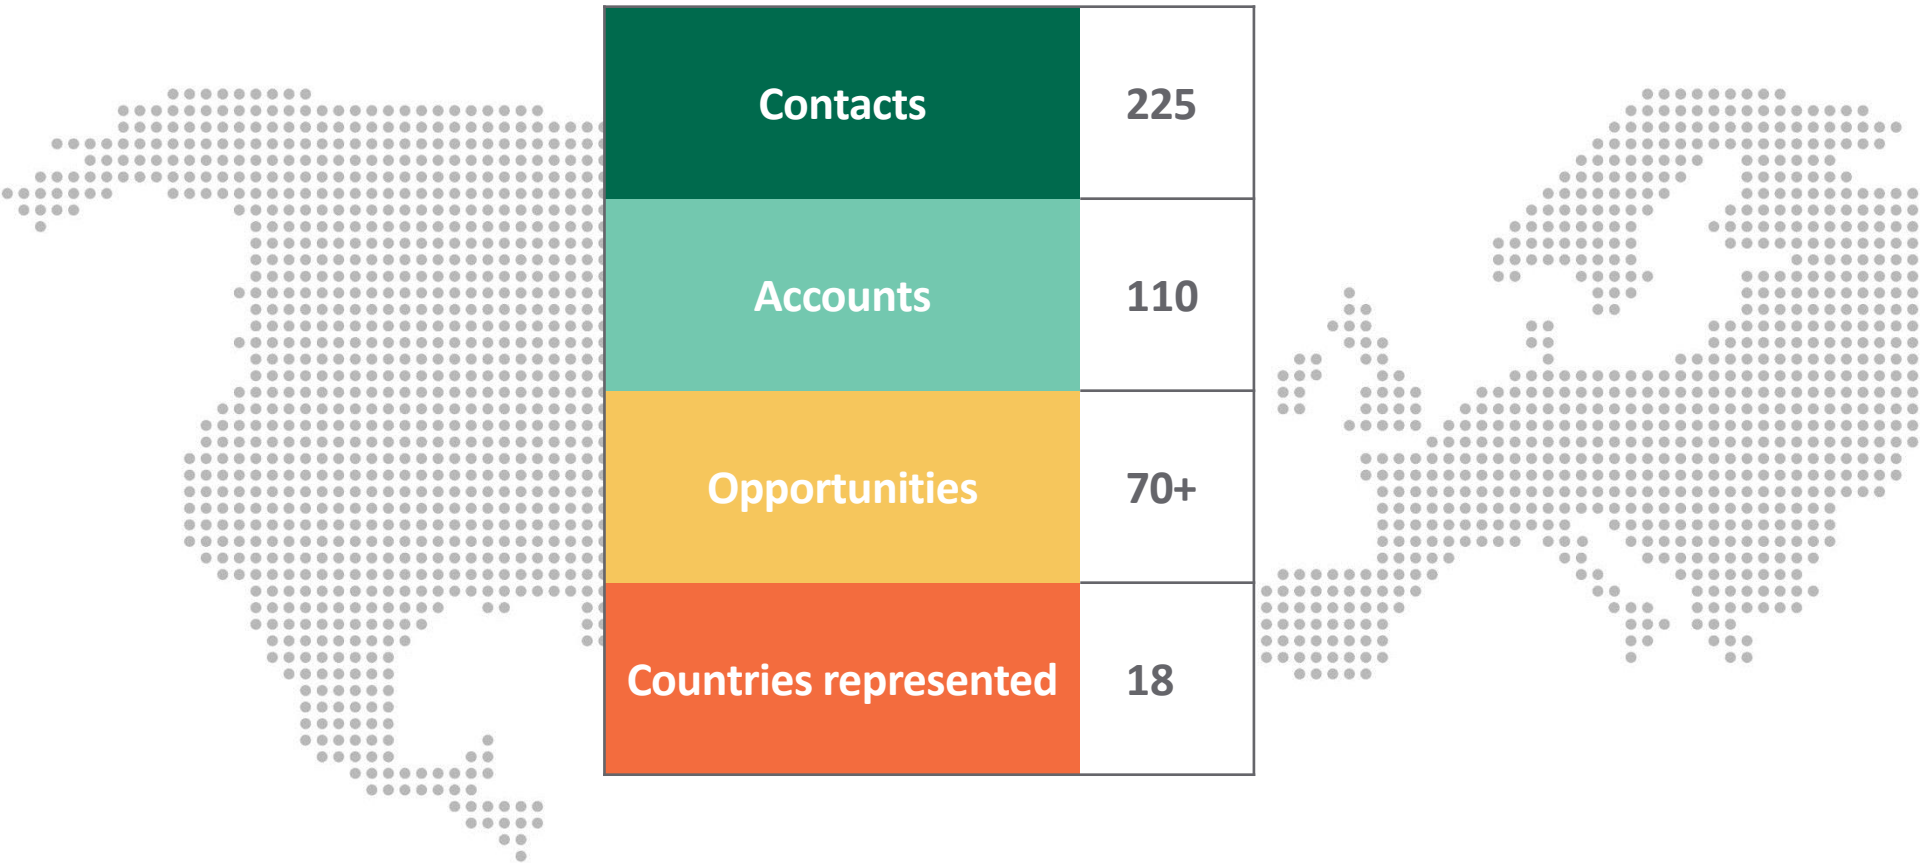 Contacts 225
Accounts 110
Opportunities 70+
Countries represented 18